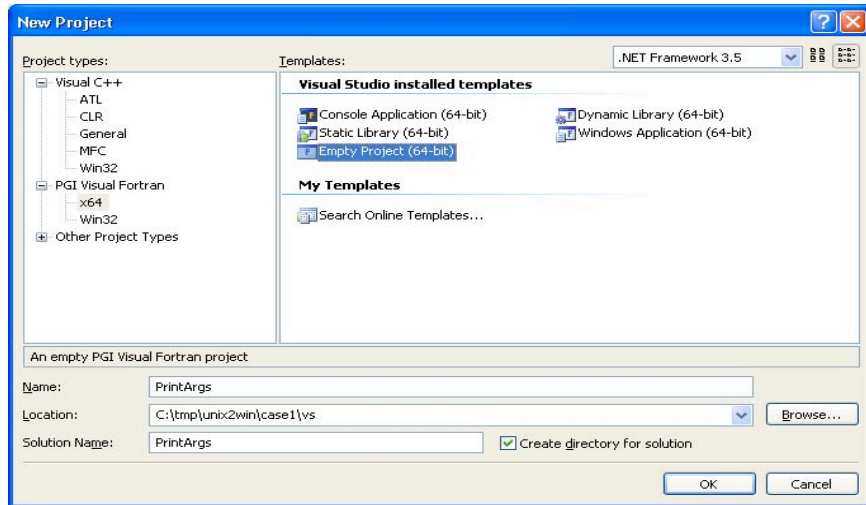 New Project
Project types:
Templates:
.NET Framework 3.5
Visual C++
ATL
CLR
General
MFC
Win32
PGI Visual Fortran
x64
Win32
Other Project Types
Visual Studio installed templates
Console Application (64-bit)
Dynamic Library (64-bit)
Static Library (64-bit)
Windows Application (64-bit)
Empty Project (64-bit)
My Templates
Search Online Templates...
An empty PGI Visual Fortran project
Name:
PrintArgs
Location:
C:\tmp\unix2win\case1\vs
Browse...
Solution Name:
PrintArgs
Create directory for solution
OK
Cancel